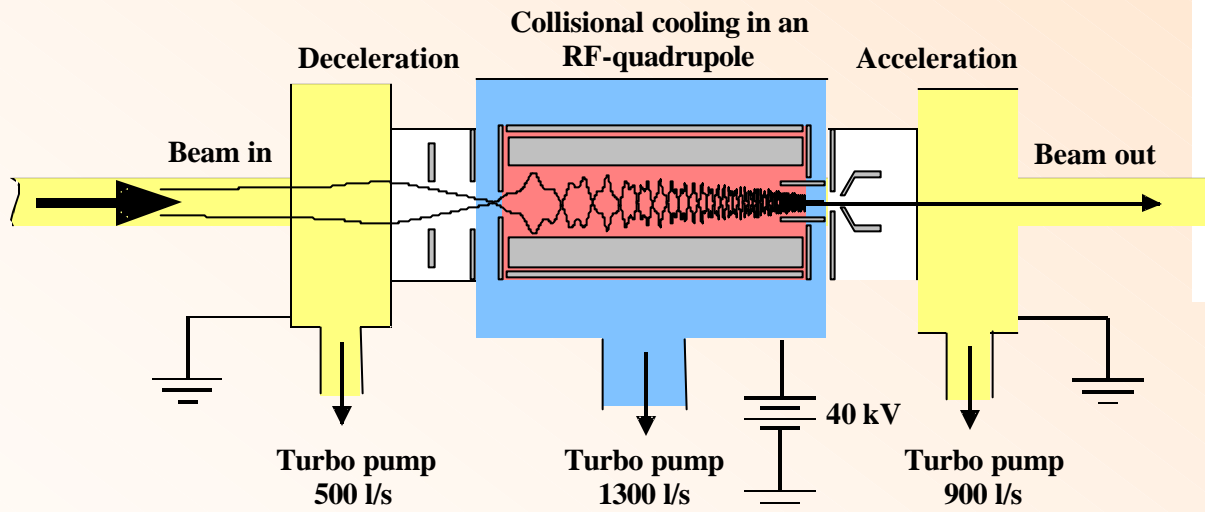 Collisional cooling in an
RF-quadrupole
Deceleration
Acceleration
Beam in
Beam out
40 kV
Turbo pump
500 l/s
Turbo pump
1300 l/s
Turbo pump
900 l/s